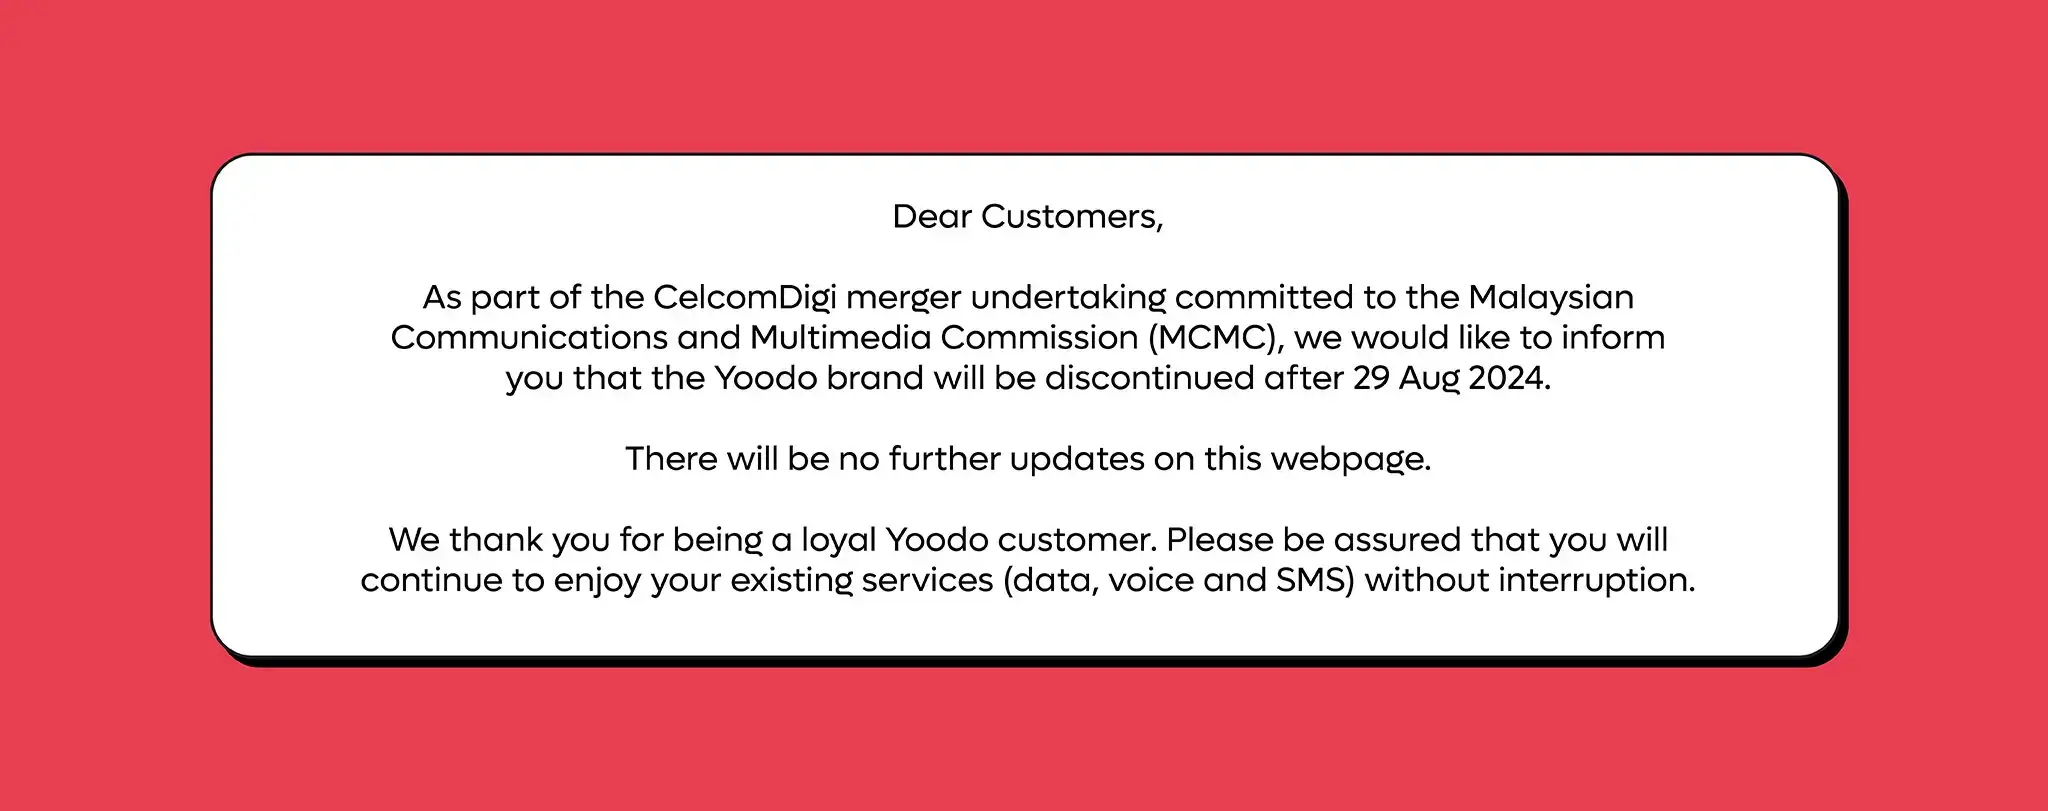 Dear Customers,
As part of the CelcomDigi merger undertaking committed to the Malaysian
Communications and Multimedia Commission (MCMC), we would like to inform
you that the Yoodo brand will be discontinued after 29 Aug 2024.
There will be no further updates on this webpage.
We thank you for being a loyal Yoodo customer. Please be assured that you will
continue to enjoy your existing services (data, voice and SMS) without interruption.